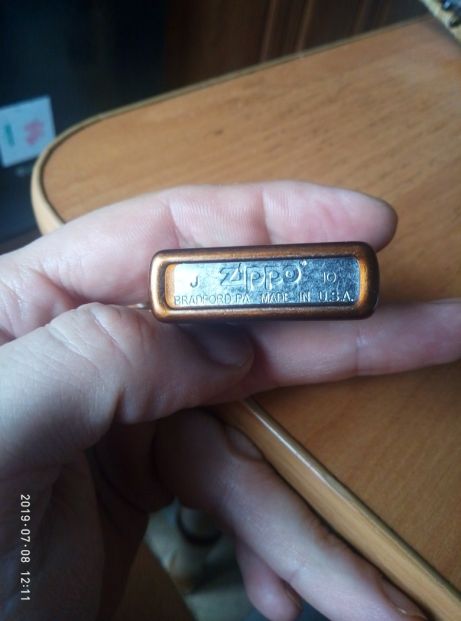 J Zippo 10
BRADFORD.PA. MADE IN U.S.A.
2019-07-08 12:11